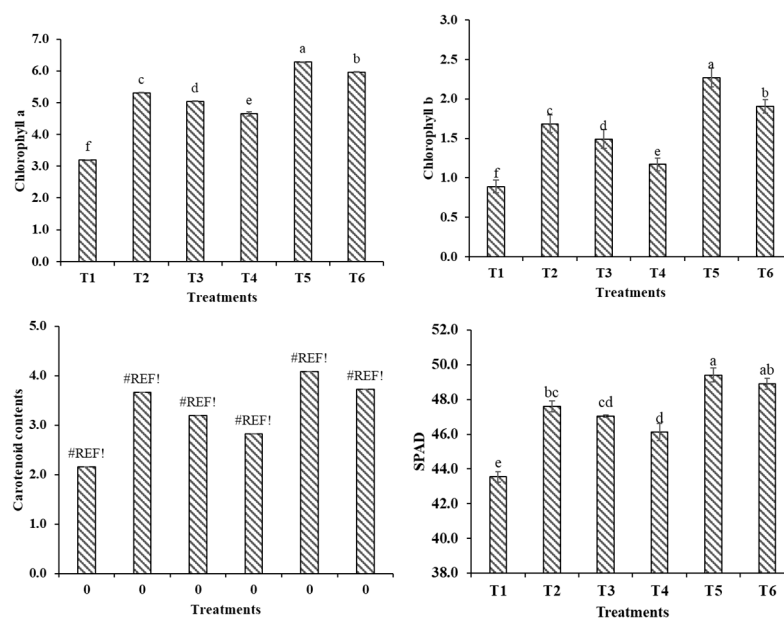 Chlorophyll a
7.0
6.0
5.0
4.0
3.0
2.0
1.0
0.0
f
c
d
e
a
b
T1 T2 T3 T4 T5 T6
Treatments
Chlorophyll b
3.0
2.5
2.0
1.5
1.0
0.5
0.0
f
c
d
e
a
b
T1 T2 T3 T4 T5 T6
Treatments
Carotenoid contents
5.0
4.0
3.0
2.0
1.0
0.0
#REF!
#REF!
#REF!
#REF!
#REF!
#REF!
0 0 0 0 0 0
Treatments
SPAD
52.0
50.0
48.0
46.0
44.0
42.0
40.0
38.0
e
bc
cd
d
a
ab
T1 T2 T3 T4 T5 T6
Treatments